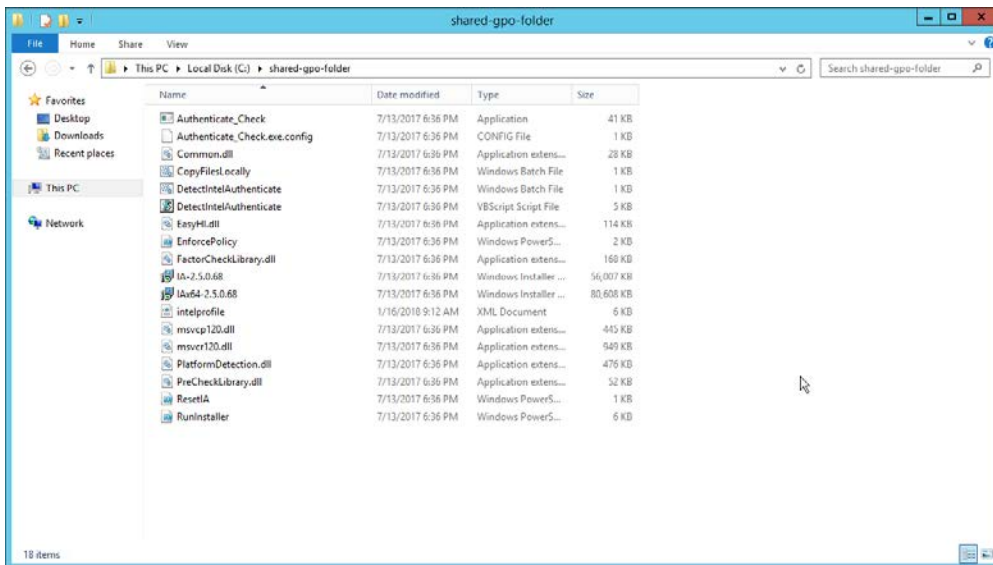 shared-gpo-folder
File Home Share View
This PC Local Disk (C:) shared-gpo-folder Search shared-gpo-folder
Name Date modified Type Size
Favorites
Desktop
Downloads
Recent places
This PC
Network
Authenticate_Check 7/13/2017 6:36 PM Application 41 KB
Authenticate_Check.exe.config 7/13/2017 6:36 PM CONFIG File 1 KB
Common.dll 7/13/2017 6:36 PM Application extens... 28 KB
CopyFilesLocally 7/13/2017 6:36 PM Windows Batch File 1 KB
DetectIntelAuthenticate 7/13/2017 6:36 PM Windows Batch File 1 KB
DetectIntelAuthenticate 7/13/2017 6:36 PM VBScript Script File 5 KB
EasyHI.dll 7/13/2017 6:36 PM Application extens... 114 KB
EnforcePolicy 7/13/2017 6:36 PM Windows PowerS... 2 KB
FactorCheckLibrary.dll 7/13/2017 6:36 PM Application extens... 168 KB
IA-2.5.0.68 7/13/2017 6:36 PM Windows Installer ... 56,007 KB
IAx64-2.5.0.68 7/13/2017 6:36 PM Windows Installer ... 80,608 KB
intelprofile 1/16/2018 9:12 AM XML Document 6 KB
msvcp120.dll 7/13/2017 6:36 PM Application extens... 445 KB
msvcr120.dll 7/13/2017 6:36 PM Application extens... 949 KB
PlatformDetection.dll 7/13/2017 6:36 PM Application extens... 476 KB
PreCheckLibrary.dll 7/13/2017 6:36 PM Application extens... 52 KB
ResetIA 7/13/2017 6:36 PM Windows PowerS... 1 KB
RunInstaller 7/13/2017 6:36 PM Windows PowerS... 6 KB
18 items